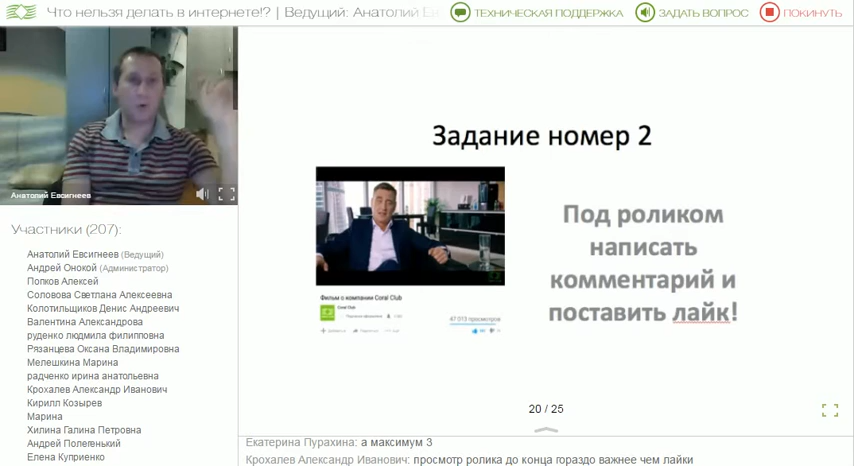 Что нельзя делать в интернете!? | Ведущий: Анатолий
ТЕХНИЧЕСКАЯ ПОДДЕРЖКА
ЗАДАТЬ ВОПРОС
ПОКИНУТЬ
Анатолий Евсигнеев
Участники (207):
Анатолий Евсигнеев (Ведущий)
Андрей Онокой (Администратор)
Попков Алексей
Соловова Светлана Алексеевна
Колотильщиков Денис Андреевич
Валентина Александрова
руденко людмила филипповна
Рязанцева Оксана Владимировна
Мелешкина Марина
радченко ирина анатольевна
Крохалев Александр Иванович
Кирилл Козырев
Марина
Хилина Галина Петровна
Андрей Полегенький
Елена Куприенко
Задание номер 2
Фильм о компании Coral Club
Coral Club
47 013 просмотров
Под роликом
написать
комментарий и
поставить лайк!
20 / 25
Екатерина Пурахина: а максимум 3
Крохалев Александр Иванович: просмотр ролика до конца гораздо важнее чем лайки